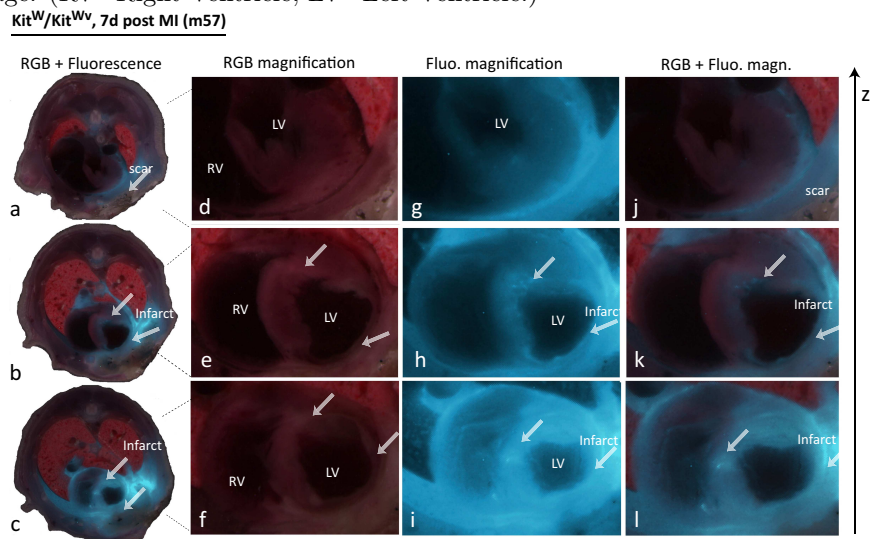 Kit^W/Kit^Wv, 7d post MI (m57)
RGB + Fluorescence
RGB magnification
Fluo. magnification
RGB + Fluo. magn.
z
scar
a
LV
RV
d
LV
g
scar
j
Infarct
b
RV
LV
e
Infarct
LV
h
Infarct
k
Infarct
c
RV
LV
f
Infarct
LV
i
Infarct
l